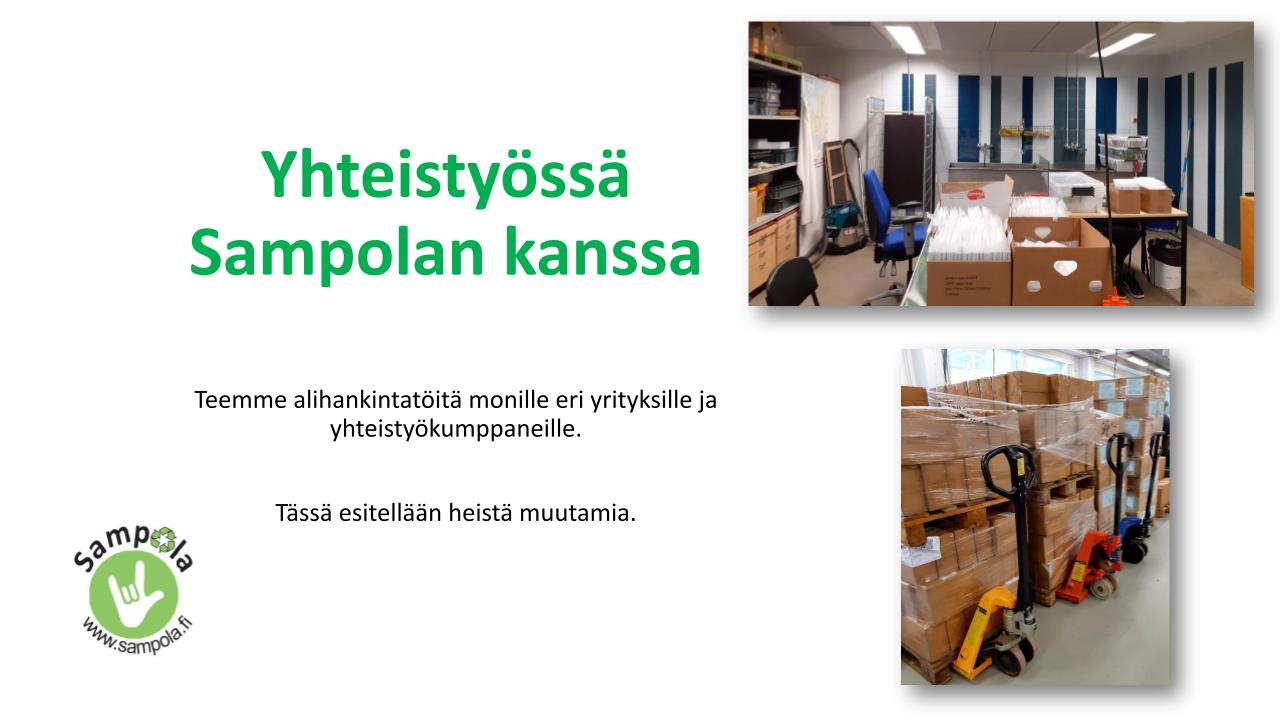 Yhteistyössä
Sampolan kanssa
Teemme alihankintatöitä monille eri yrityksille ja
yhteistyökumppaneille.
Tässä esitellään heistä muutamia.
Sampola
www.sampola.fi